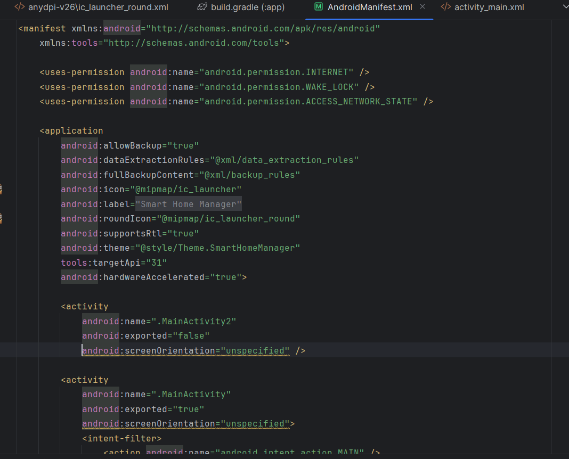 anydpi-v26\ic_launcher_round.xml build.gradle (:app) AndroidManifest.xml activity_main.xml
<manifest xmlns:android="http://schemas.android.com/apk/res/android"
xmlns:tools="http://schemas.android.com/tools">
<uses-permission android:name="android.permission.INTERNET" />
<uses-permission android:name="android.permission.WAKE_LOCK" />
<uses-permission android:name="android.permission.ACCESS_NETWORK_STATE" />
<application
android:allowBackup="true"
android:dataExtractionRules="@xml/data_extraction_rules"
android:fullBackupContent="@xml/backup_rules"
android:icon="@mipmap/ic_launcher"
android:label="Smart Home Manager"
android:roundIcon="@mipmap/ic_launcher_round"
android:supportsRtl="true"
android:theme="@style/Theme.SmartHomeManager"
tools:targetApi="31"
android:hardwareAccelerated="true">
<activity
android:name=".MainActivity2"
android:exported="false"
android:screenOrientation="unspecified" />
<activity
android:name=".MainActivity"
android:exported="true"
android:screenOrientation="unspecified">
<intent-filter>
<action android:name="android.intent.action.MAIN" />